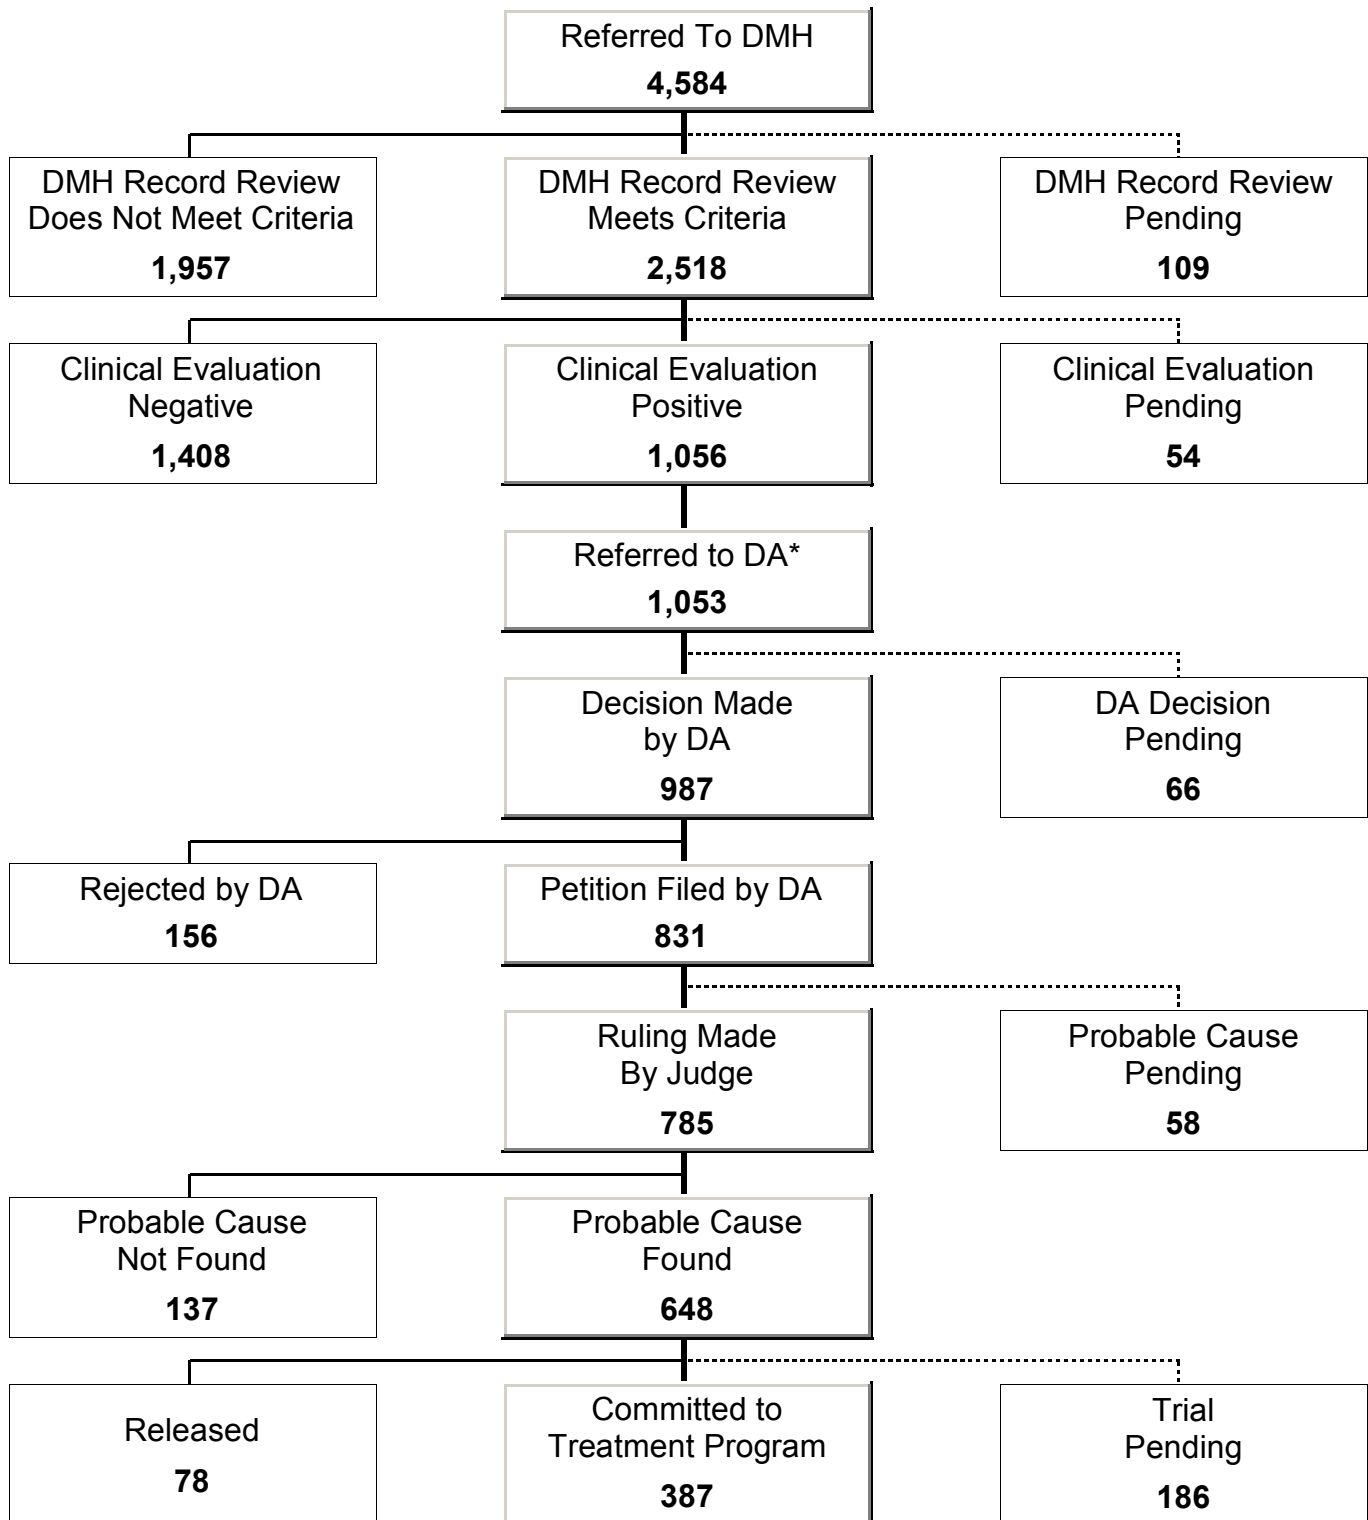 Referred To DMH
4,584
DMH Record Review
Does Not Meet Criteria
1,957
DMH Record Review
Meets Criteria
2,518
DMH Record Review
Pending
109
Clinical Evaluation
Negative
1,408
Clinical Evaluation
Positive
1,056
Clinical Evaluation
Pending
54
Referred to DA*
1,053
Decision Made
by DA
987
DA Decision
Pending
66
Rejected by DA
156
Petition Filed by DA
831
Ruling Made
By Judge
785
Probable Cause
Pending
58
Probable Cause
Not Found
137
Probable Cause
Found
648
Released
78
Committed to
Treatment Program
387
Trial
Pending
186